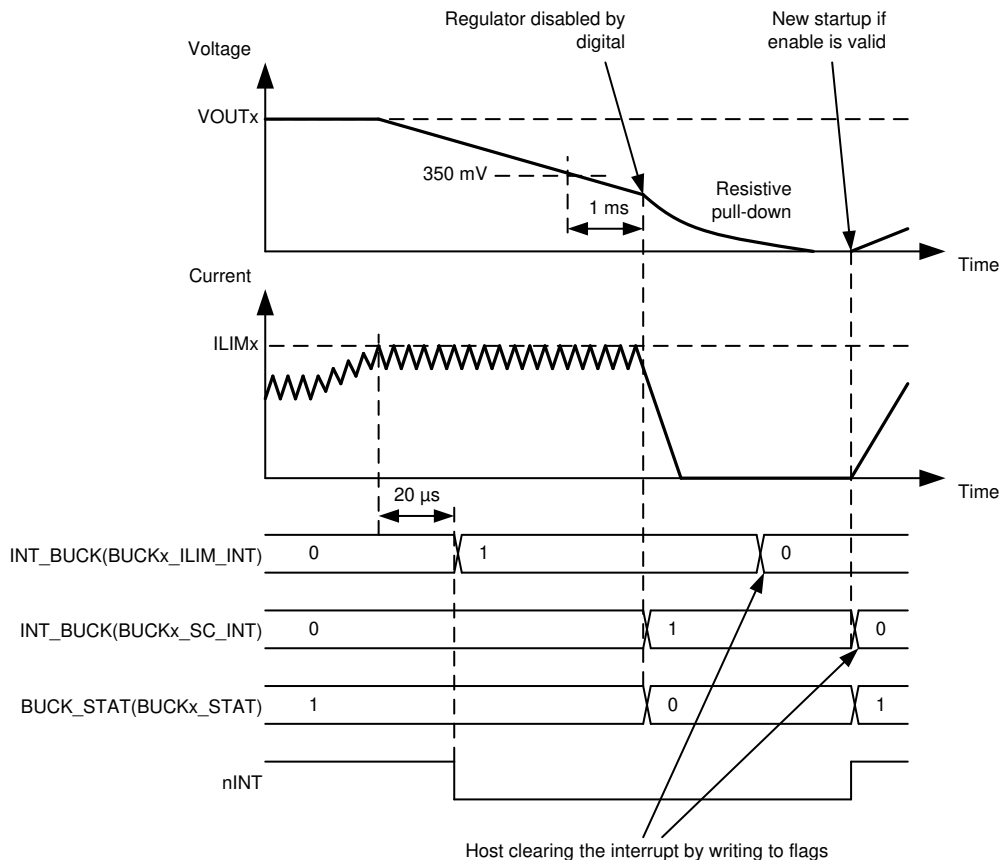 Regulator disabled by
digital
New startup if
enable is valid
Voltage
VOUTx
350 mV
1 ms
Resistive
pull-down
Time
Current
ILIMx
Time
20 µs
INT_BUCK(BUCKx_ILIM_INT)
0
1
0
INT_BUCK(BUCKx_SC_INT)
0
1
0
BUCK_STAT(BUCKx_STAT)
1
0
1
nINT
Host clearing the interrupt by writing to flags